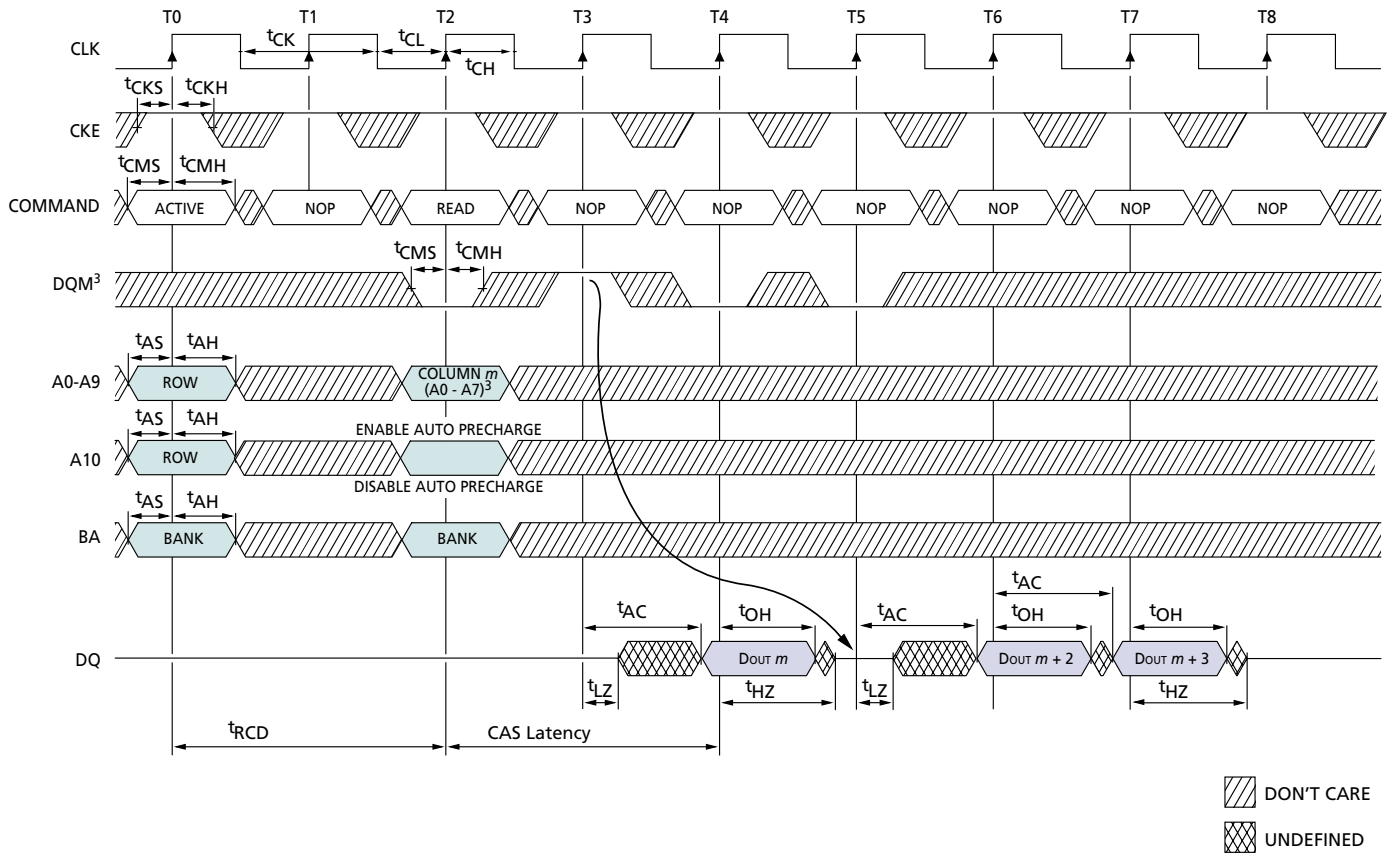 T0 T1 T2 T3 T4 T5 T6 T7 T8
CLK
tCK tCL
tCH
tCKS tCKH
CKE
tCMS tCMH
COMMAND ACTIVE NOP READ NOP NOP NOP NOP NOP NOP
tCMS tCMH
DQM3
tAS tAH
A0-A9 ROW COLUMN m
(A0 - A7)3
tAS tAH ENABLE AUTO PRECHARGE
A10 ROW
DISABLE AUTO PRECHARGE
tAS tAH
BA BANK BANK
tAC
tAC tOH tAC tOH tOH
DQ DOUT m DOUT m + 2 DOUT m + 3
tLZ tHZ tLZ tHZ
tRCD CAS Latency
DON'T CARE
UNDEFINED